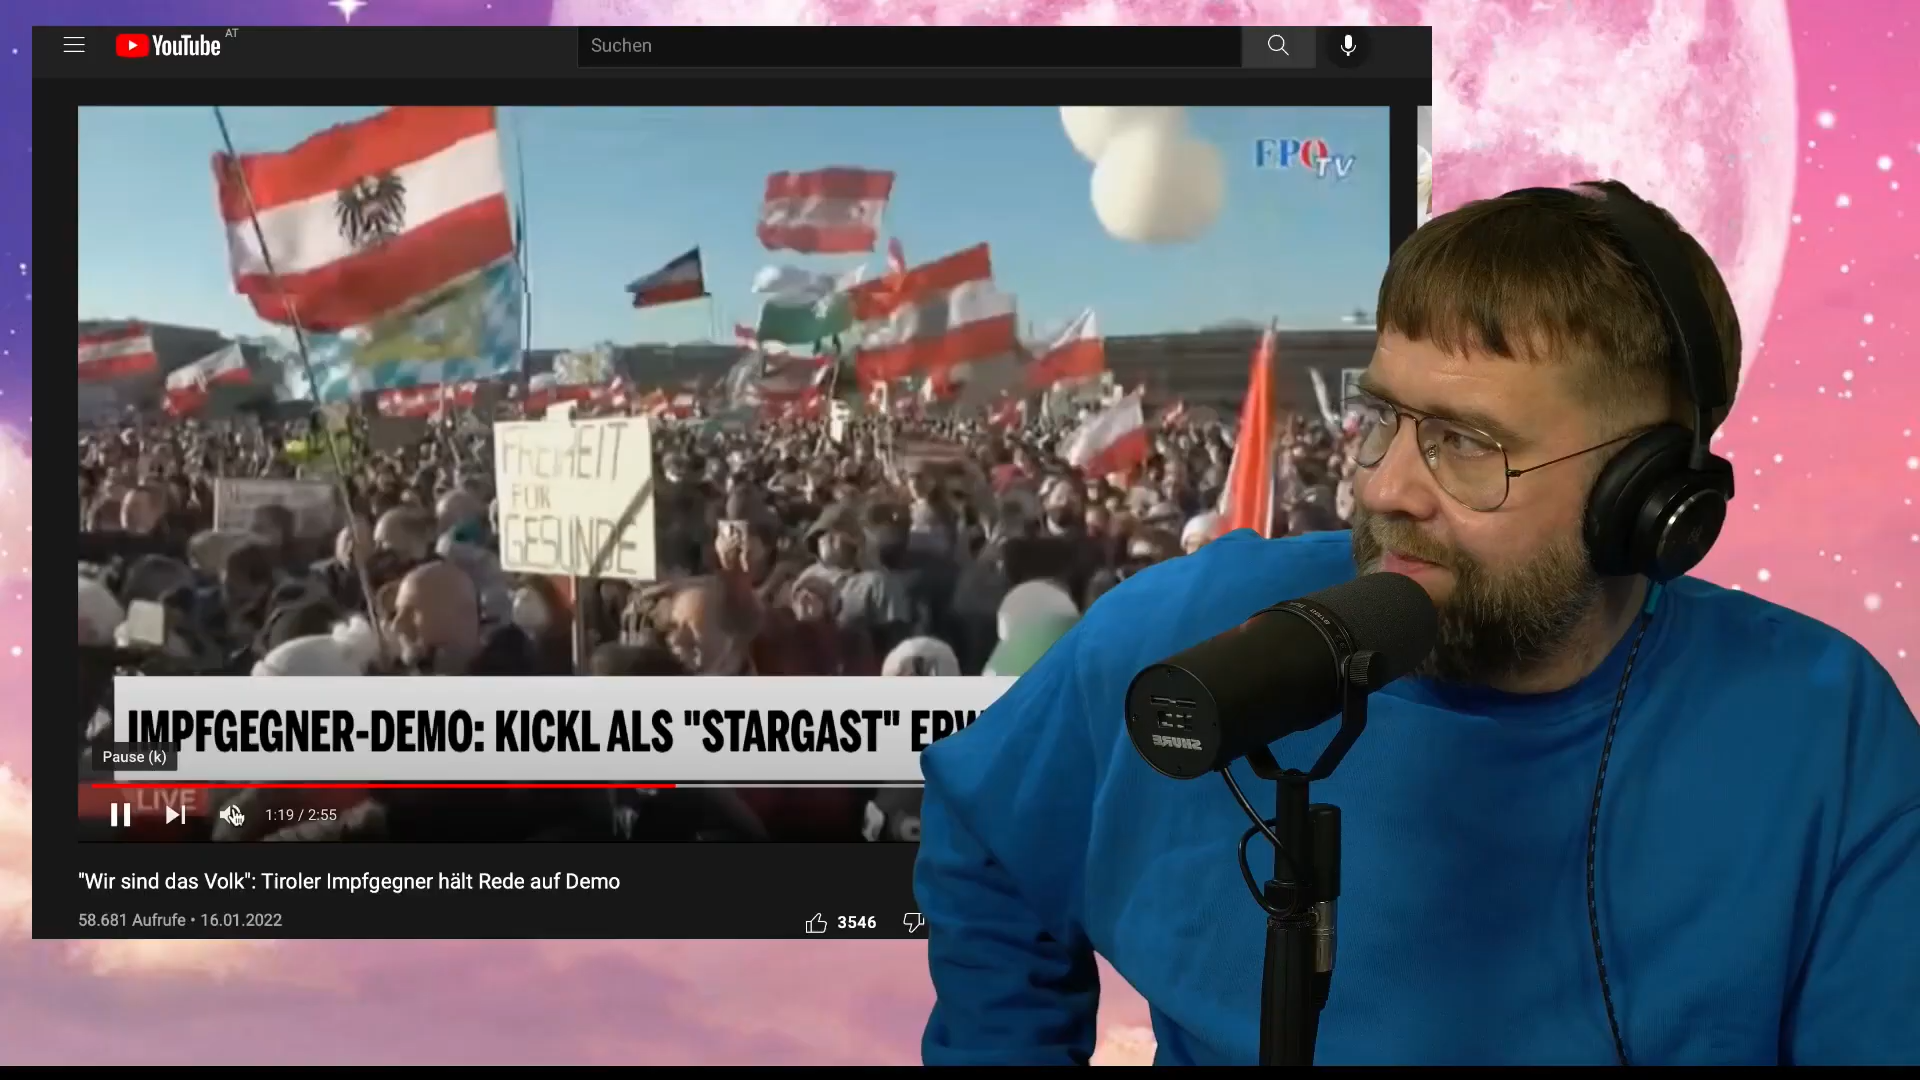 YouTube AT
Suchen
FPÖ TV
FREIHEIT
FÜR
GESUNDE
IMPFGEGNER-DEMO: KICKL ALS "STARGAST"
Pause (k)
LIVE
1:19 / 2:55
SHURE
"Wir sind das Volk": Tiroler Impfgegner hält Rede auf Demo
58.681 Aufrufe • 16.01.2022
3546